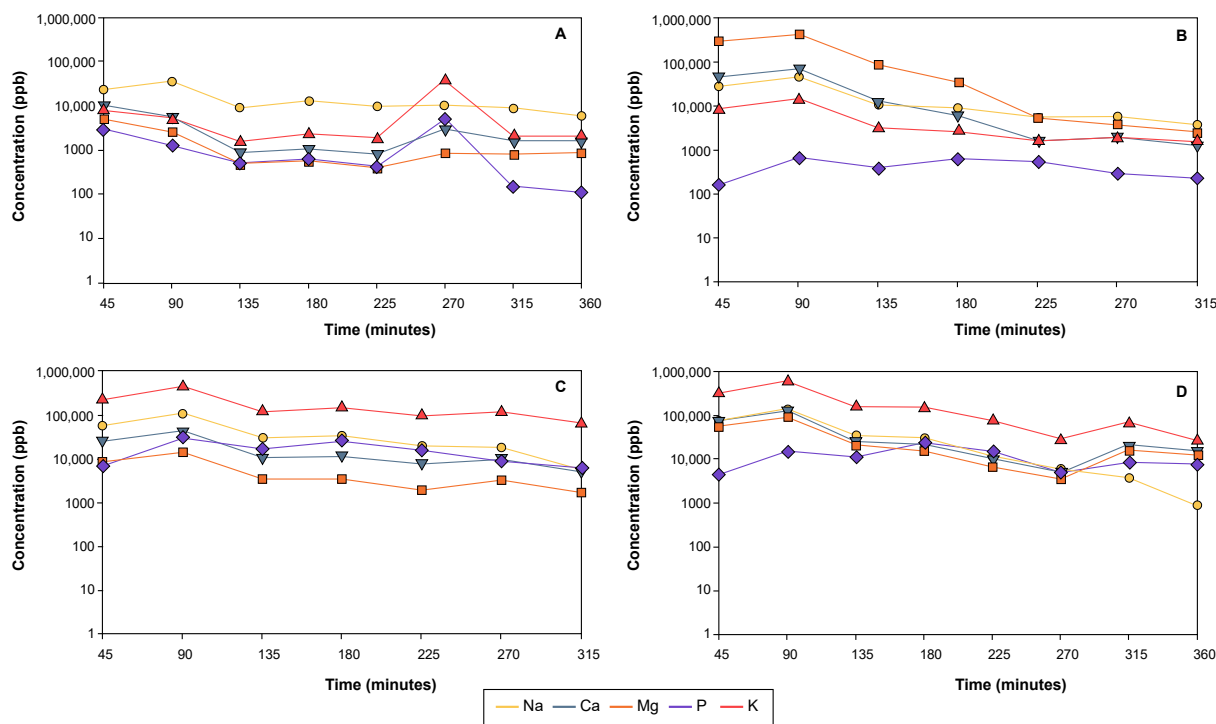 A
Concentration (ppb)
1,000,000
100,000
10,000
1000
100
10
1
45 90 135 180 225 270 315 360
Time (minutes)
B
Concentration (ppb)
1,000,000
100,000
10,000
1000
100
10
1
45 90 135 180 225 270 315
Time (minutes)
C
Concentration (ppb)
1,000,000
100,000
10,000
1000
100
10
1
45 90 135 180 225 270 315
Time (minutes)
D
Concentration (ppb)
1,000,000
100,000
10,000
1000
100
10
1
45 90 135 180 225 270 315 360
Time (minutes)
Na Ca Mg P K